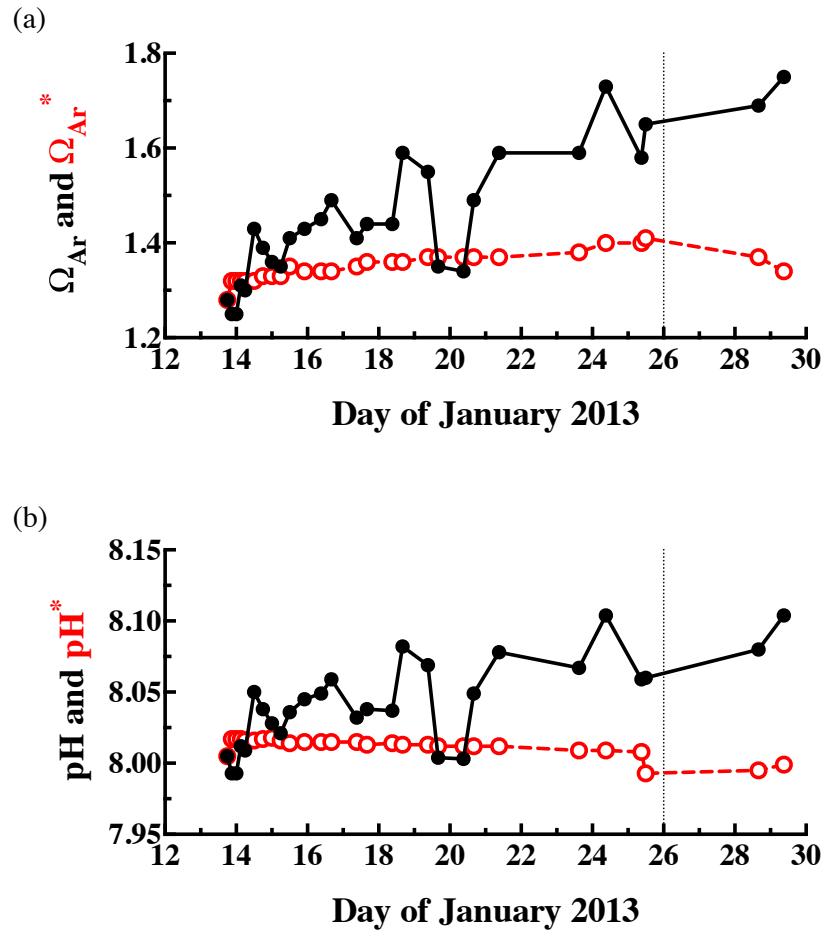 (a)
Ω_Ar and Ω_Ar*
1.8
1.6
1.4
1.2
12 14 16 18 20 22 24 26 28 30
Day of January 2013
(b)
pH and pH*
8.15
8.10
8.05
8.00
7.95
12 14 16 18 20 22 24 26 28 30
Day of January 2013